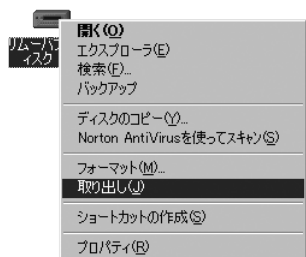 リムーバブ
ィスク
開く(O)
エクスプローラ(E)
検索(F)...
バックアップ
ディスクのコピー(Y)...
Norton AntiVirusを使ってスキャン(S)
フォーマット(M)...
取り出し(J)
ショートカットの作成(S)
プロパティ(R)